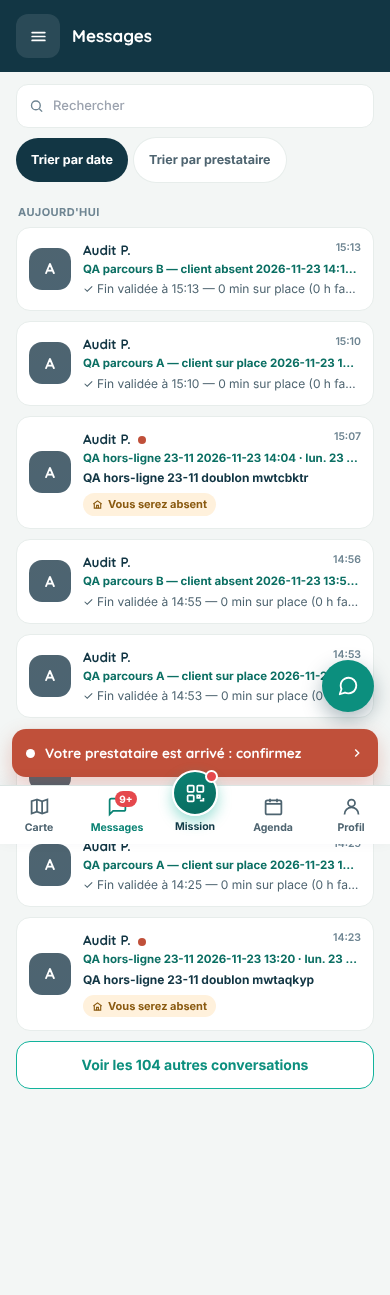 Messages
Rechercher
Trier par date
Trier par prestataire
AUJOURD'HUI
A
Audit P.
15:13
QA parcours B — client absent 2026-11-23 14:1…
✓ Fin validée à 15:13 — 0 min sur place (0 h fa…
A
Audit P.
15:10
QA parcours A — client sur place 2026-11-23 1…
✓ Fin validée à 15:10 — 0 min sur place (0 h fa…
A
Audit P.
15:07
QA hors-ligne 23-11 2026-11-23 14:04 · lun. 23 …
QA hors-ligne 23-11 doublon mwtcbktr
Vous serez absent
A
Audit P.
14:56
QA parcours B — client absent 2026-11-23 13:5…
✓ Fin validée à 14:55 — 0 min sur place (0 h fa…
A
Audit P.
14:53
QA parcours A — client sur place 2026-11-2
✓ Fin validée à 14:53 — 0 min sur place (0
Votre prestataire est arrivé : confirmez
Carte
9+
Messages
Mission
Agenda
Profil
A
Audit P.
14:25
QA parcours A — client sur place 2026-11-23 1…
✓ Fin validée à 14:25 — 0 min sur place (0 h fa…
A
Audit P.
14:23
QA hors-ligne 23-11 2026-11-23 13:20 · lun. 23 …
QA hors-ligne 23-11 doublon mwtaqkyp
Vous serez absent
Voir les 104 autres conversations